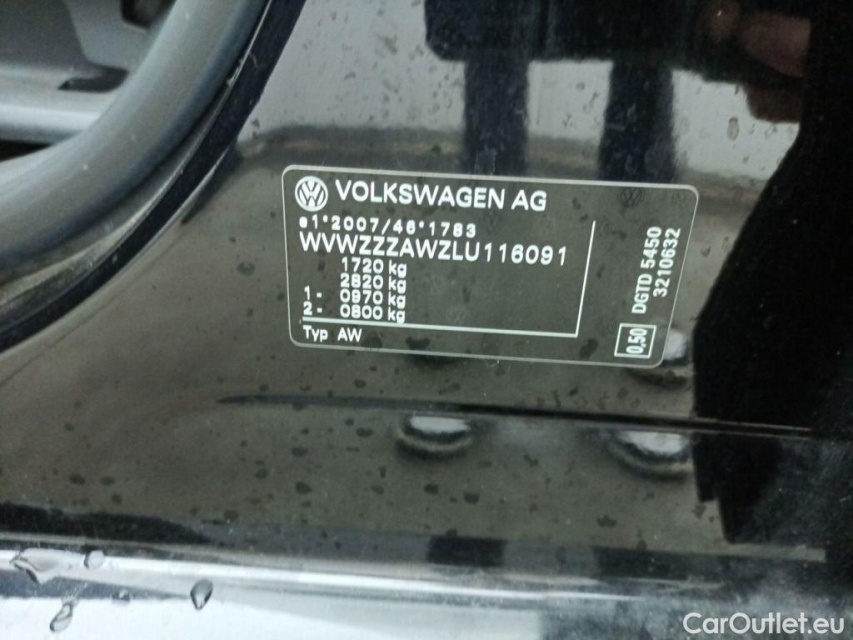 VOLKSWAGEN AG
e1*2007/46*1783
WVWZZZAWZLU116091
1720 kg
2820 kg
1- 0970 kg
2- 0800 kg
Typ AW
DGTD 5450
3210632
0,50
CarOutlet.eu